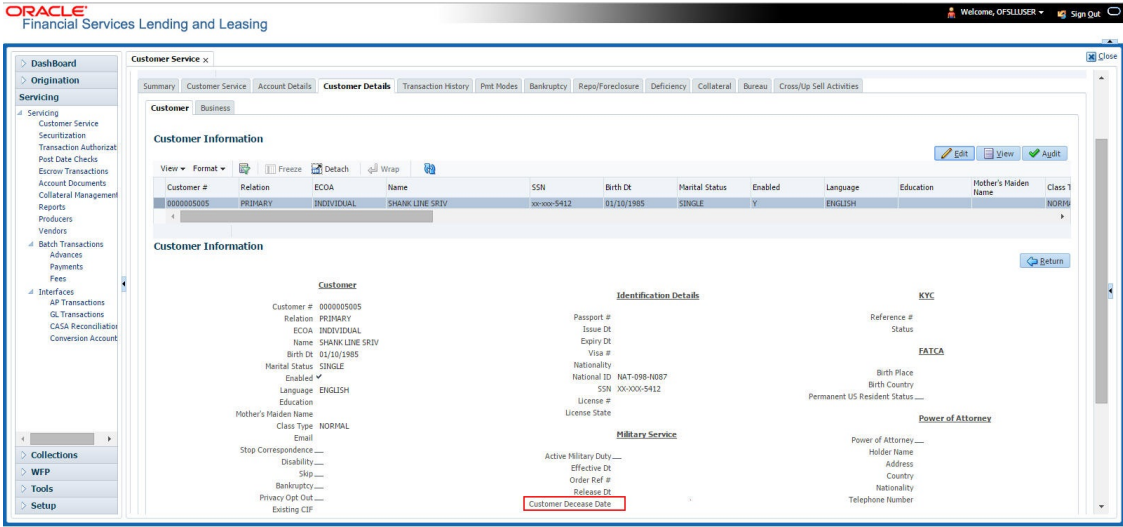 ORACLE
Financial Services Lending and Leasing
Welcome, OFSLLUSER
Sign Out
Close
DashBoard
Origination
Servicing
Servicing
Customer Service
Securitization
Transaction Authorizat
Post Date Checks
Escrow Transactions
Account Documents
Collateral Management
Reports
Producers
Vendors
Batch Transactions
Advances
Payments
Fees
Interfaces
AP Transactions
GL Transactions
CASA Reconciliation
Conversion Account
Collections
WFP
Tools
Setup
Customer Service x
Summary Customer Service Account Details Customer Details Transaction History Pmt Modes Bankruptcy Repo/Foreclosure Deficiency Collateral Bureau Cross/Up Sell Activities
Customer Business
Customer Information
Edit View Audit
View Format Freeze Detach Wrap
Customer # Relation ECOA Name SSN Birth Dt Marital Status Enabled Language Education Mother's Maiden Name Class T
0000005005 PRIMARY INDIVIDUAL SHANK LINE SRIV xx-xxx-5412 01/10/1985 SINGLE Y ENGLISH NORMA
Customer Information
Return
Customer
Customer # 0000005005
Relation PRIMARY
ECOA INDIVIDUAL
Name SHANK LINE SRIV
Birth Dt 01/10/1985
Marital Status SINGLE
Enabled ✔
Language ENGLISH
Education
Mother's Maiden Name
Class Type NORMAL
Email
Stop Correspondence
Disability
Skip
Bankruptcy
Privacy Opt Out
Existing CIF
Identification Details
Passport #
Issue Dt
Expiry Dt
Visa #
Nationality
National ID NAT-098-N087
SSN XX-XXX-5412
License #
License State
Military Service
Active Military Duty
Effective Dt
Order Ref #
Release Dt
Customer Decease Date
KYC
Reference #
Status
FATCA
Birth Place
Birth Country
Permanent US Resident Status
Power of Attorney
Power of Attorney
Holder Name
Address
Country
Nationality
Telephone Number